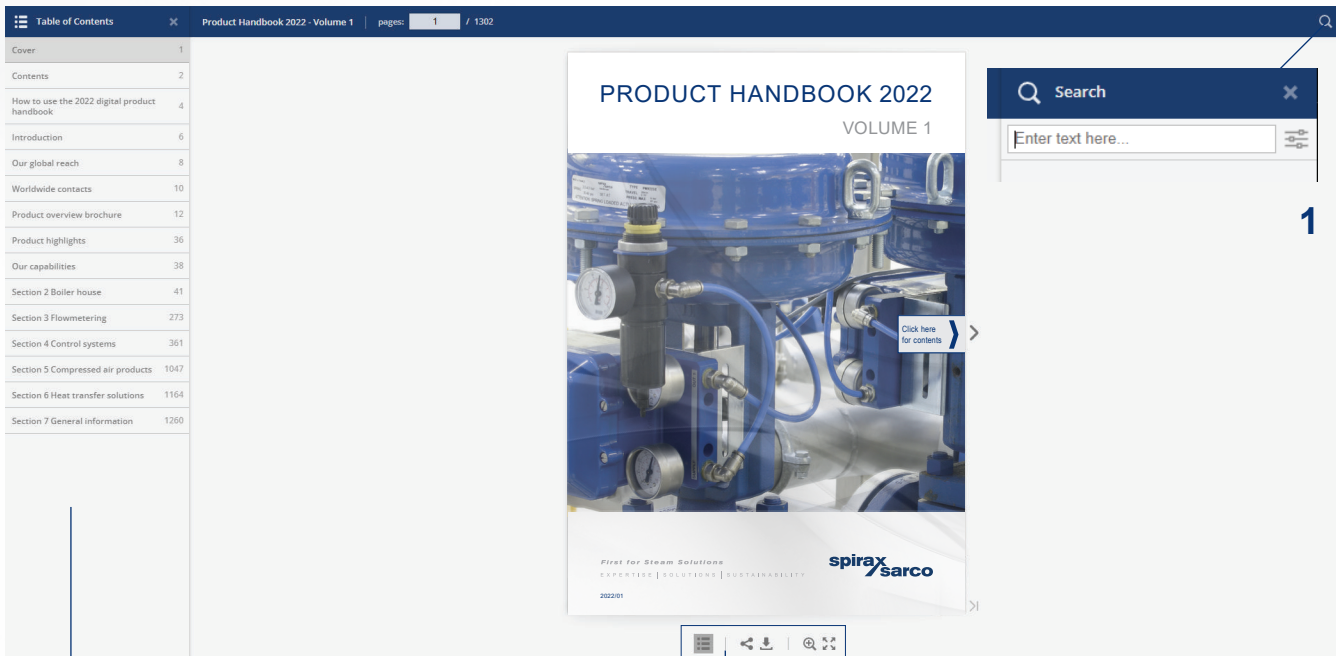 Table of Contents
Product Handbook 2022 - Volume 1
pages: 1 / 1302
Cover 1
Contents 2
How to use the 2022 digital product
handbook 4
Introduction 6
Our global reach 8
Worldwide contacts 10
Product overview brochure 12
Product highlights 36
Our capabilities 38
Section 2 Boiler house 41
Section 3 Flowmetering 273
Section 4 Control systems 361
Section 5 Compressed air products 1047
Section 6 Heat transfer solutions 1164
Section 7 General information 1260
PRODUCT HANDBOOK 2022
VOLUME 1
Click here
for contents
First for Steam Solutions
EXPERTISE | SOLUTIONS | SUSTAINABILITY
spirax
sarco
2022/01
Search
Enter text here...
1